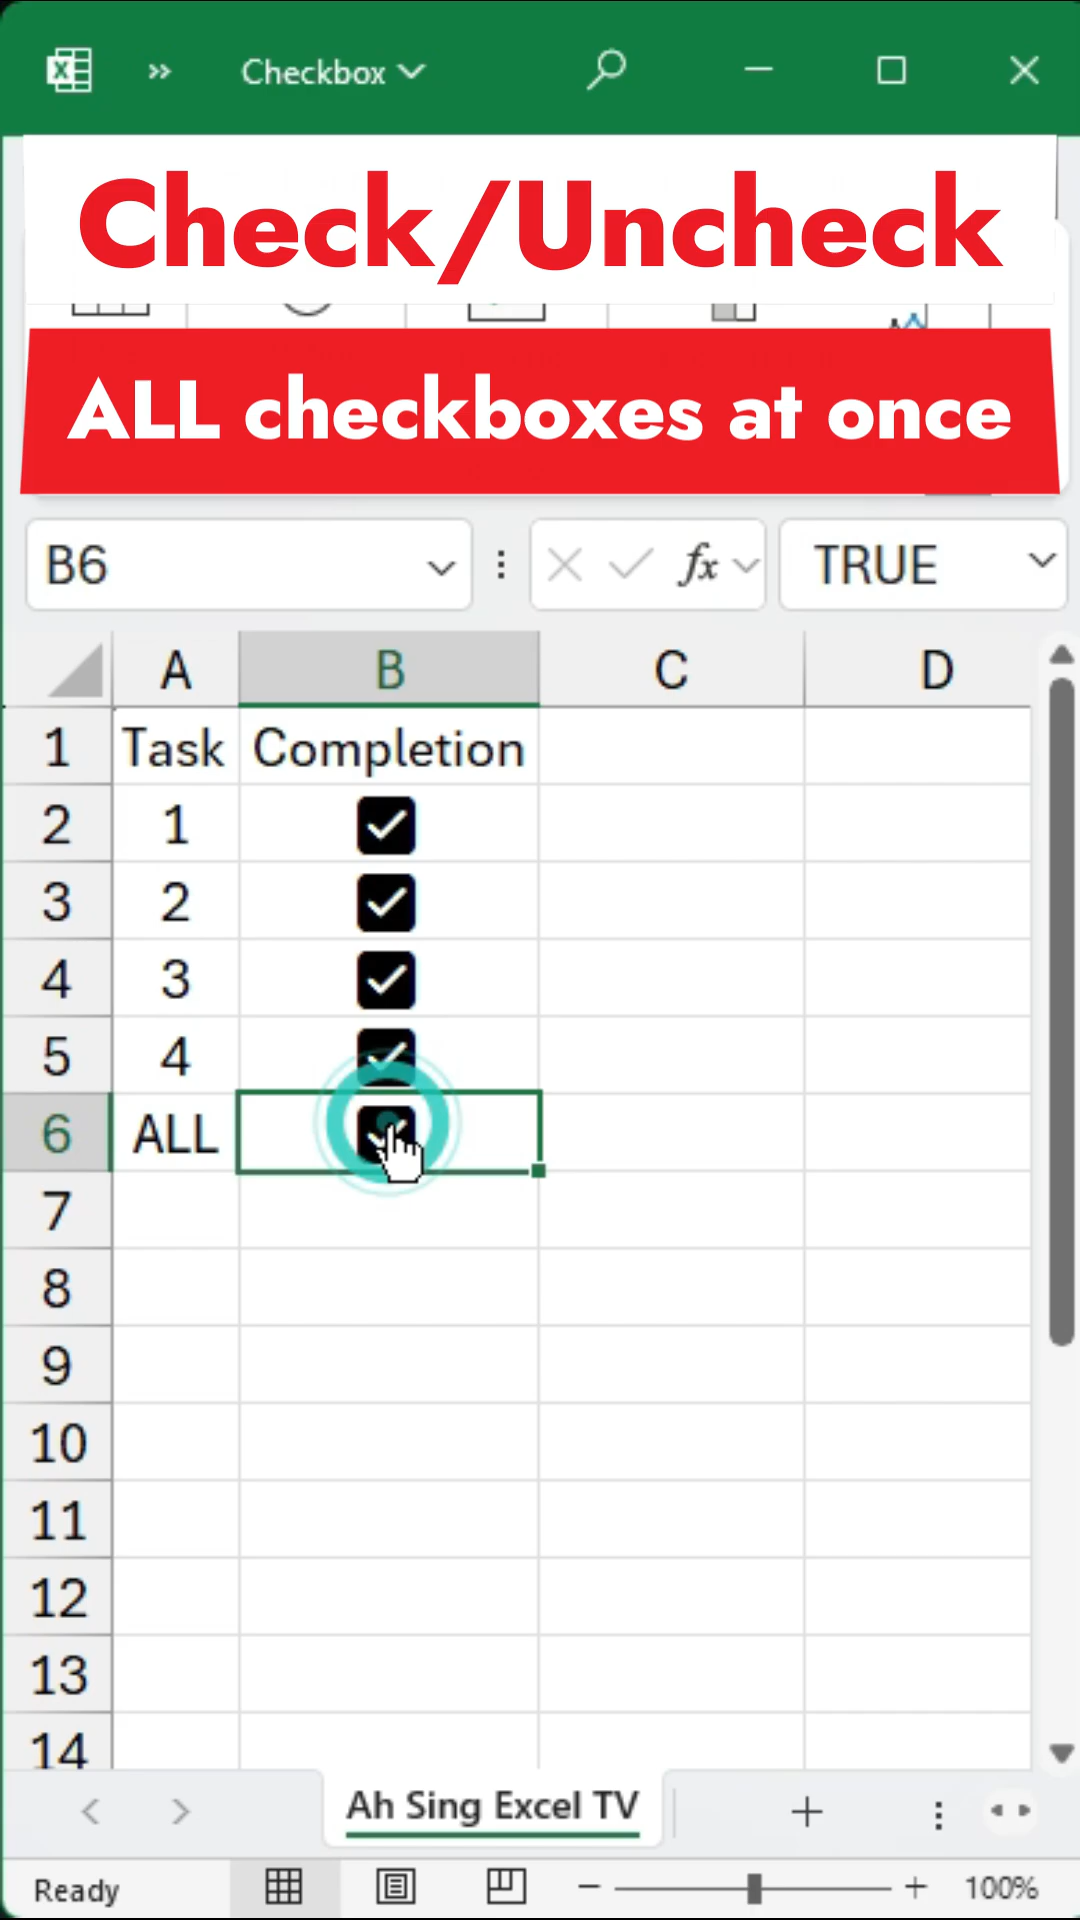 Checkbox
Check/Uncheck
ALL checkboxes at once
B6 fx TRUE
A B C D
1 Task Completion
2 1
3 2
4 3
5 4
6 ALL
7
8
9
10
11
12
13
14
Ah Sing Excel TV
Ready 100%